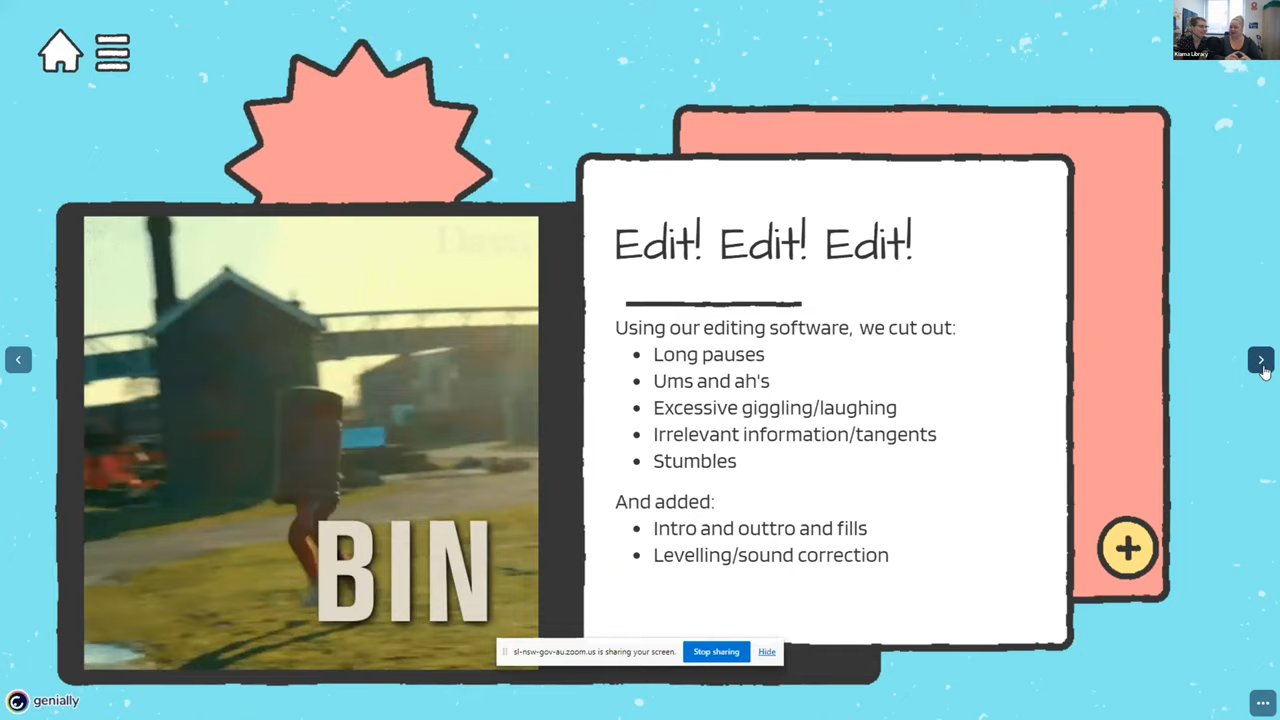 Kiama Library
Edit! Edit! Edit!
Using our editing software, we cut out:
• Long pauses
• Ums and ah's
• Excessive giggling/laughing
• Irrelevant information/tangents
• Stumbles
And added:
• Intro and outtro and fills
• Levelling/sound correction
BIN
sl-nsw-gov-au.zoom.us is sharing your screen.
Stop sharing
Hide
genially